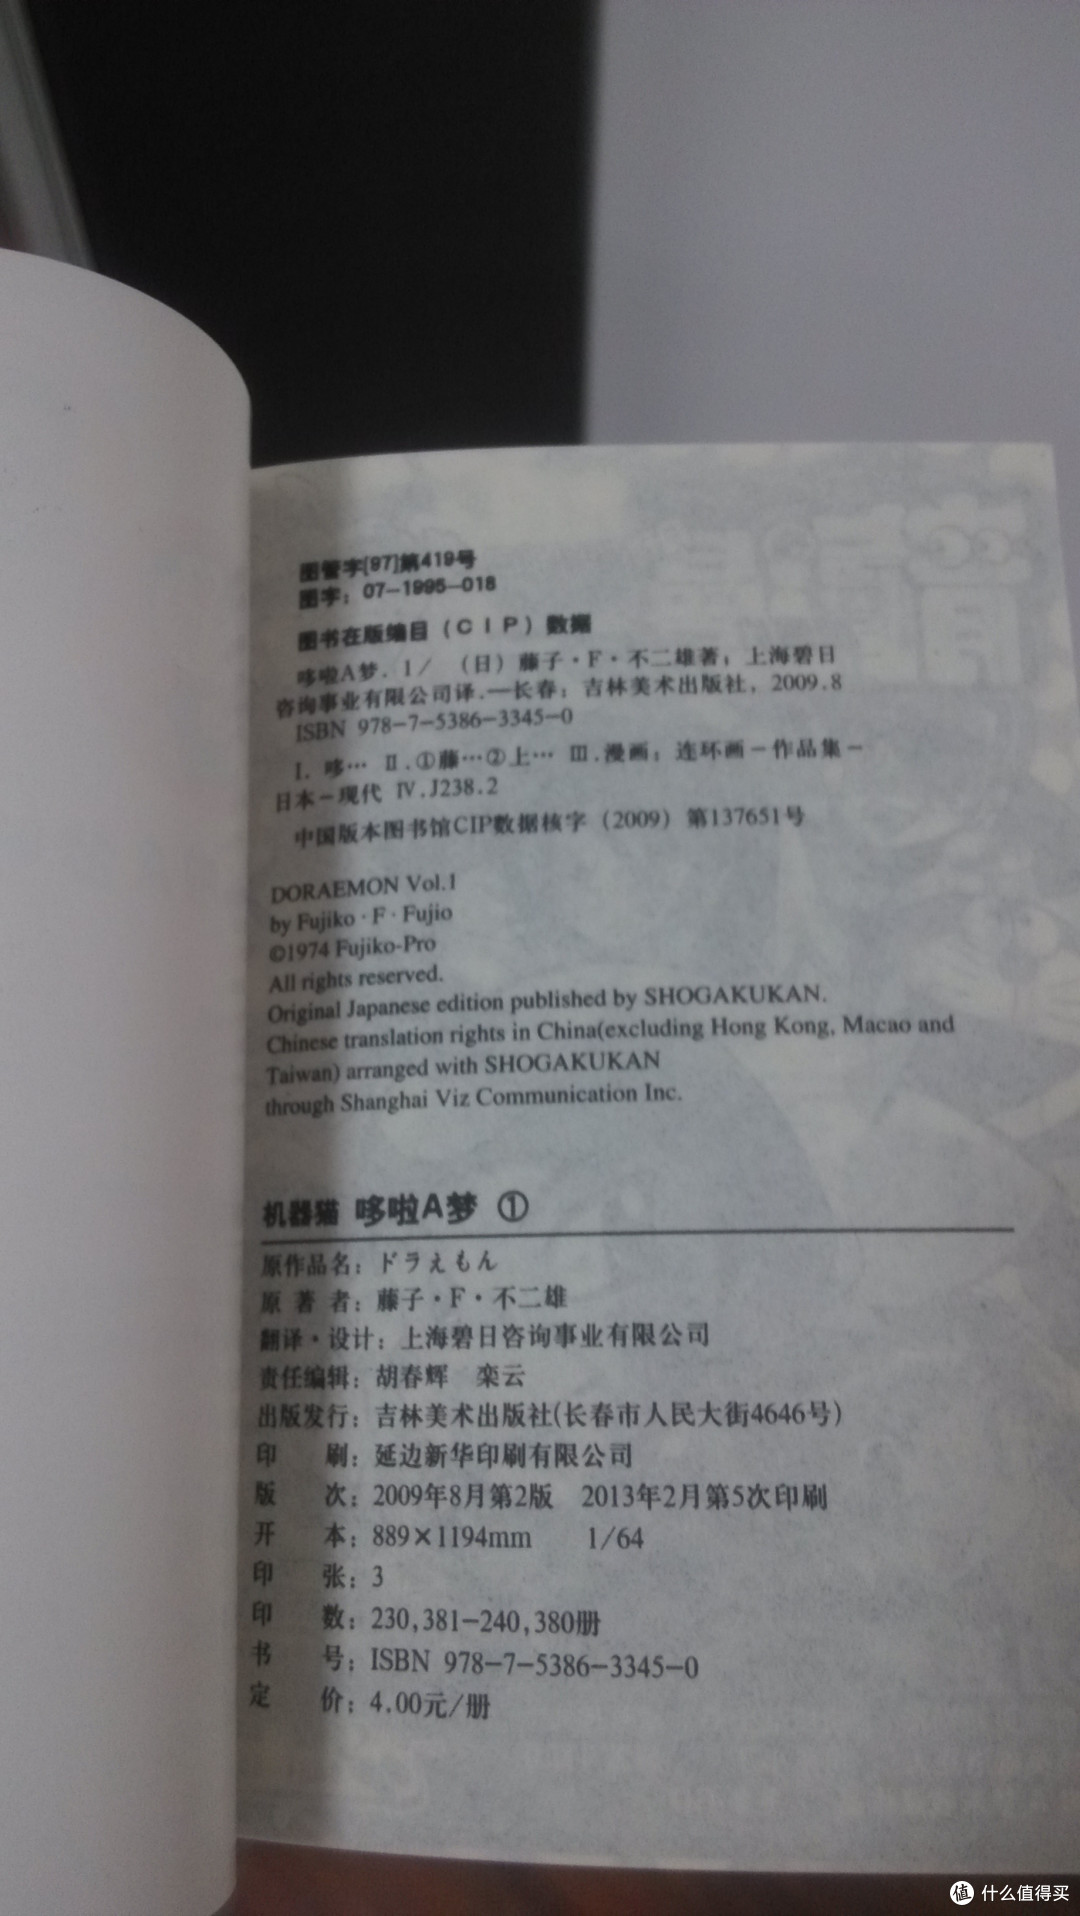 图管字[97]第419号
图字：07-1995-018
图书在版编目（CIP）数据
哆啦A梦．1/ （日）藤子·F·不二雄著；上海碧日
咨询事业有限公司译．—长春：吉林美术出版社，2009.8
ISBN 978-7-5386-3345-0
Ⅰ．哆… Ⅱ．①藤…②上… Ⅲ．漫画：连环画－作品集－
日本－现代 Ⅳ．J238.2
中国版本图书馆CIP数据核字（2009）第137651号
DORAEMON Vol.1
by Fujiko·F·Fujio
©1974 Fujiko-Pro
All rights reserved.
Original Japanese edition published by SHOGAKUKAN.
Chinese translation rights in China(excluding Hong Kong, Macao and
Taiwan) arranged with SHOGAKUKAN
through Shanghai Viz Communication Inc.
机器猫 哆啦A梦 ①
原作品名：ドラえもん
原 著 者：藤子·F·不二雄
翻译·设计：上海碧日咨询事业有限公司
责任编辑：胡春辉 栾云
出版发行：吉林美术出版社(长春市人民大街4646号)
印 刷：延边新华印刷有限公司
版 次：2009年8月第2版 2013年2月第5次印刷
开 本：889×1194mm 1/64
印 张：3
印 数：230,381-240,380册
书 号：ISBN 978-7-5386-3345-0
定 价：4.00元/册
值 什么值得买